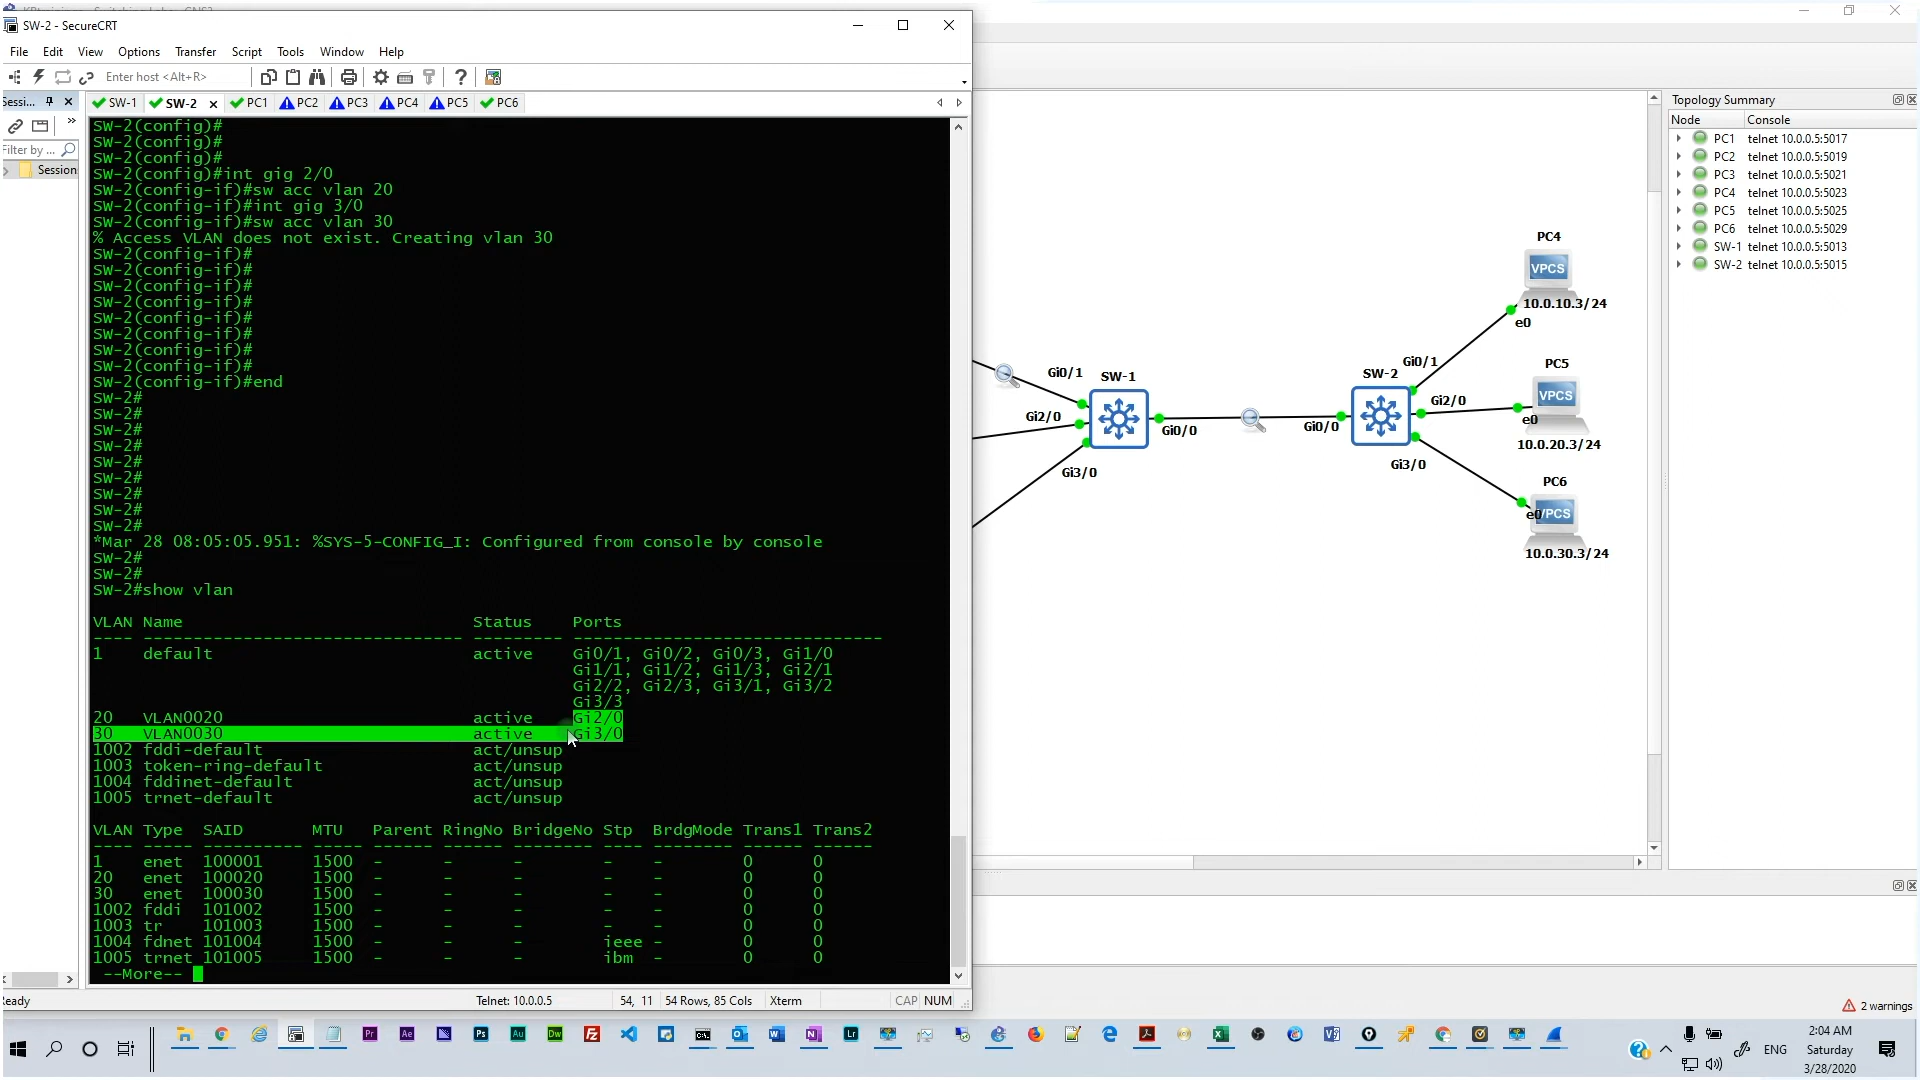 SW-2 - SecureCRT
File Edit View Options Transfer Script Tools Window Help
Enter host <Alt+R>
Sessi...
SW-1 SW-2 PC1 PC2 PC3 PC4 PC5 PC6
Filter by ...
Session
SW-2(config)#
SW-2(config)#
SW-2(config)#
SW-2(config)#int gig 2/0
SW-2(config-if)#sw acc vlan 20
SW-2(config-if)#int gig 3/0
SW-2(config-if)#sw acc vlan 30
% Access VLAN does not exist. Creating vlan 30
SW-2(config-if)#
SW-2(config-if)#
SW-2(config-if)#
SW-2(config-if)#
SW-2(config-if)#
SW-2(config-if)#
SW-2(config-if)#
SW-2(config-if)#
SW-2(config-if)#end
SW-2#
SW-2#
SW-2#
SW-2#
SW-2#
SW-2#
SW-2#
SW-2#
SW-2#
*Mar 28 08:05:05.951: %SYS-5-CONFIG_I: Configured from console by console
SW-2#
SW-2#
SW-2#show vlan
VLAN Name Status Ports
---- -------------------------------- --------- -------------------------------
1 default active Gi0/1, Gi0/2, Gi0/3, Gi1/0
Gi1/1, Gi1/2, Gi1/3, Gi2/1
Gi2/2, Gi2/3, Gi3/1, Gi3/2
Gi3/3
20 VLAN0020 active Gi2/0
30 VLAN0030 active Gi3/0
1002 fddi-default act/unsup
1003 token-ring-default act/unsup
1004 fddinet-default act/unsup
1005 trnet-default act/unsup
VLAN Type SAID MTU Parent RingNo BridgeNo Stp BrdgMode Trans1 Trans2
---- ----- ---------- ----- ------ ------ -------- ---- -------- ------ ------
1 enet 100001 1500 - - - - - 0 0
20 enet 100020 1500 - - - - - 0 0
30 enet 100030 1500 - - - - - 0 0
1002 fddi 101002 1500 - - - - - 0 0
1003 tr 101003 1500 - - - - - 0 0
1004 fdnet 101004 1500 - - - ieee - 0 0
1005 trnet 101005 1500 - - - ibm - 0 0
--More--
Ready
Telnet: 10.0.0.5
54, 11
54 Rows, 85 Cols
Xterm
CAP NUM
PC4
VPCS
10.0.10.3/24
e0
Gi0/1
SW-1
Gi0/1
SW-2
PC5
VPCS
Gi2/0
Gi2/0
e0
Gi0/0
Gi0/0
10.0.20.3/24
Gi3/0
Gi3/0
PC6
e0
VPCS
10.0.30.3/24
Topology Summary
Node Console
PC1 telnet 10.0.0.5:5017
PC2 telnet 10.0.0.5:5019
PC3 telnet 10.0.0.5:5021
PC4 telnet 10.0.0.5:5023
PC5 telnet 10.0.0.5:5025
PC6 telnet 10.0.0.5:5029
SW-1 telnet 10.0.0.5:5013
SW-2 telnet 10.0.0.5:5015
2 warnings
Pr Ae Ps Au Dw Lr
ENG
2:04 AM
Saturday
3/28/2020